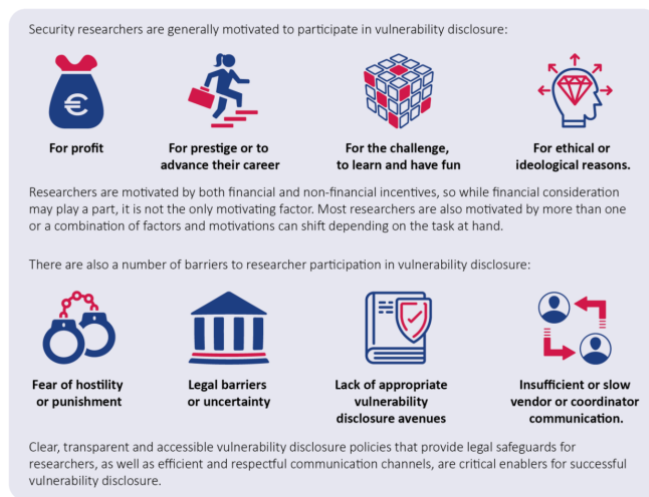 Security researchers are generally motivated to participate in vulnerability disclosure:
€
For profit
For prestige or to
advance their career
For the challenge,
to learn and have fun
For ethical or
ideological reasons.
Researchers are motivated by both financial and non-financial incentives, so while financial consideration
may play a part, it is not the only motivating factor. Most researchers are also motivated by more than one
or a combination of factors and motivations can shift depending on the task at hand.
There are also a number of barriers to researcher participation in vulnerability disclosure:
Fear of hostility
or punishment
Legal barriers
or uncertainty
Lack of appropriate
vulnerability
disclosure avenues
Insufficient or slow
vendor or coordinator
communication.
Clear, transparent and accessible vulnerability disclosure policies that provide legal safeguards for
researchers, as well as efficient and respectful communication channels, are critical enablers for successful
vulnerability disclosure.